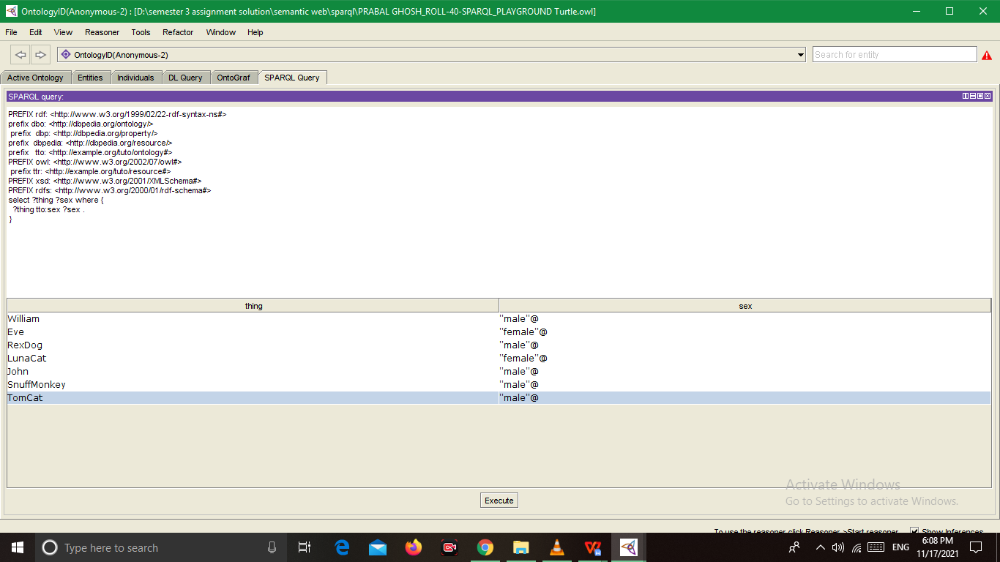 OntologyID(Anonymous-2) : [D:\semester 3 assignment solution\semantic web\sparql\PRABAL GHOSH_ROLL-40-SPARQL_PLAYGROUND Turtle.owl]
File Edit View Reasoner Tools Refactor Window Help
OntologyID(Anonymous-2) Search for entity
Active Ontology Entities Individuals DL Query OntoGraf SPARQL Query
SPARQL query:
PREFIX rdf: <http://www.w3.org/1999/02/22-rdf-syntax-ns#>
prefix dbo: <http://dbpedia.org/ontology/>
prefix dbp: <http://dbpedia.org/property/>
prefix dbpedia: <http://dbpedia.org/resource/>
prefix tto: <http://example.org/tuto/ontology#>
PREFIX owl: <http://www.w3.org/2002/07/owl#>
prefix ttr: <http://example.org/tuto/resource#>
PREFIX xsd: <http://www.w3.org/2001/XMLSchema#>
PREFIX rdfs: <http://www.w3.org/2000/01/rdf-schema#>
select ?thing ?sex where {
?thing tto:sex ?sex .
}
thing sex
William "male"@
Eve "female"@
RexDog "male"@
LunaCat "female"@
John "male"@
SnuffMonkey "male"@
TomCat "male"@
Activate Windows
Go to Settings to activate Windows.
Execute
To use the reasoner click Reasoner->Start reasoner Show Inferences
Type here to search
ENG
6:08 PM
11/17/2021